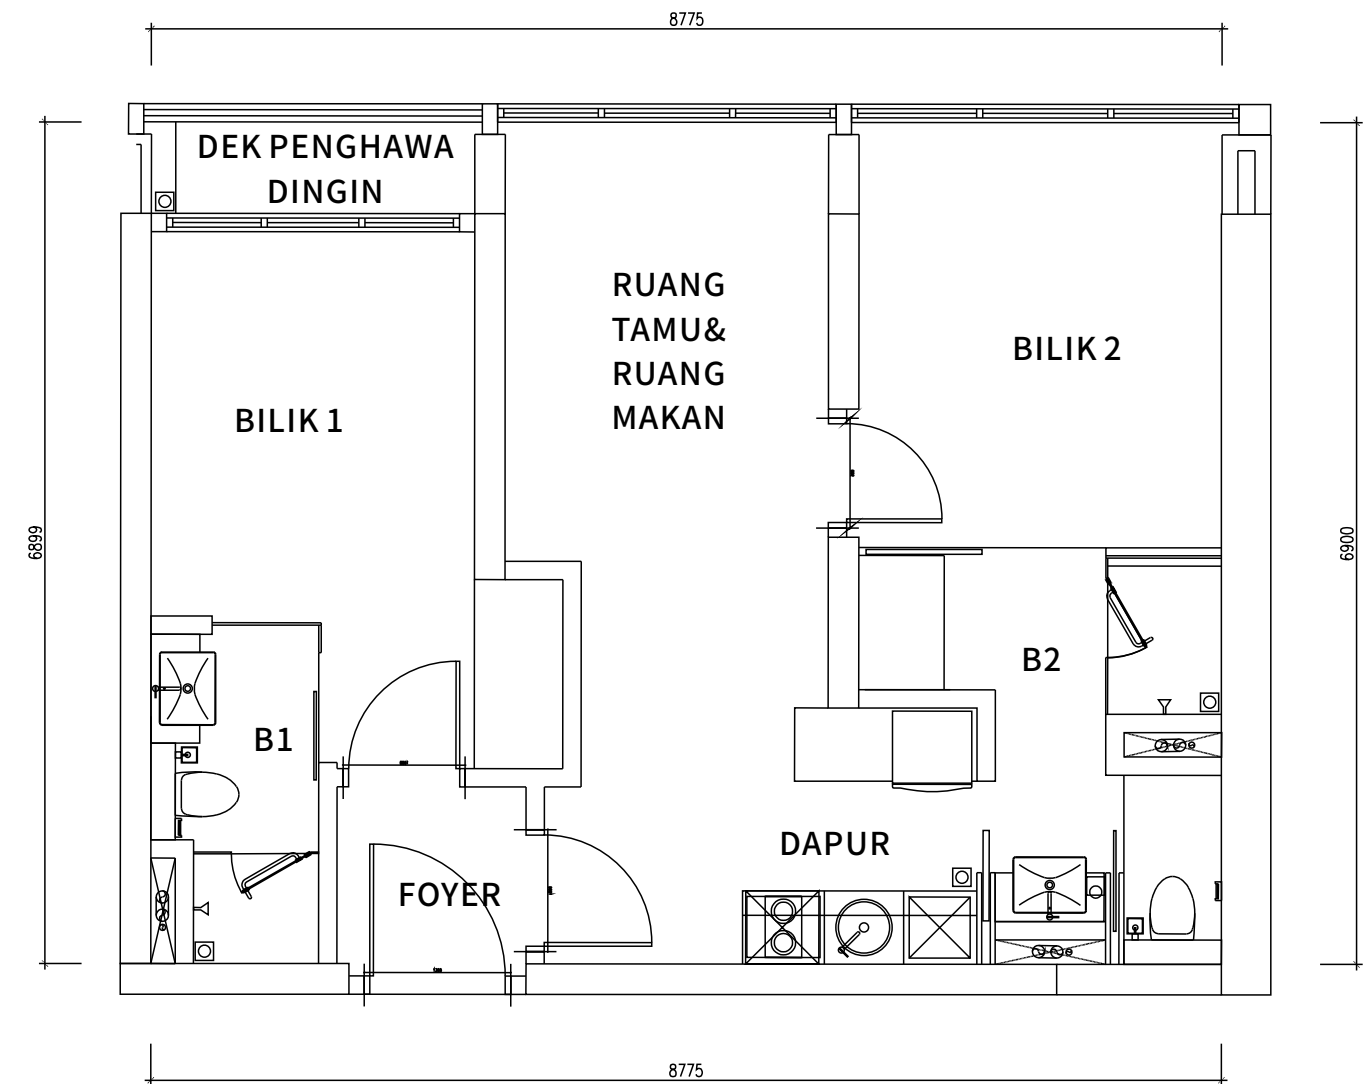 8775
DEK PENGHAWA
DINGIN
RUANG
TAMU&
RUANG
MAKAN
BILIK 2
BILIK 1
6899
6900
B2
B1
DAPUR
FOYER
8775